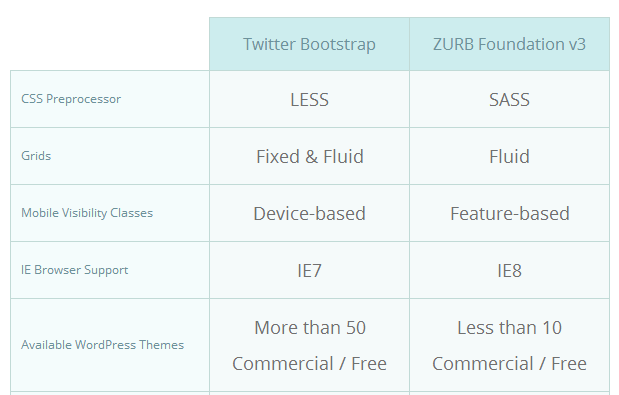 Twitter Bootstrap ZURB Foundation v3
CSS Preprocessor LESS SASS
Grids Fixed & Fluid Fluid
Mobile Visibility Classes Device-based Feature-based
IE Browser Support IE7 IE8
Available WordPress Themes More than 50 Less than 10
Commercial / Free Commercial / Free